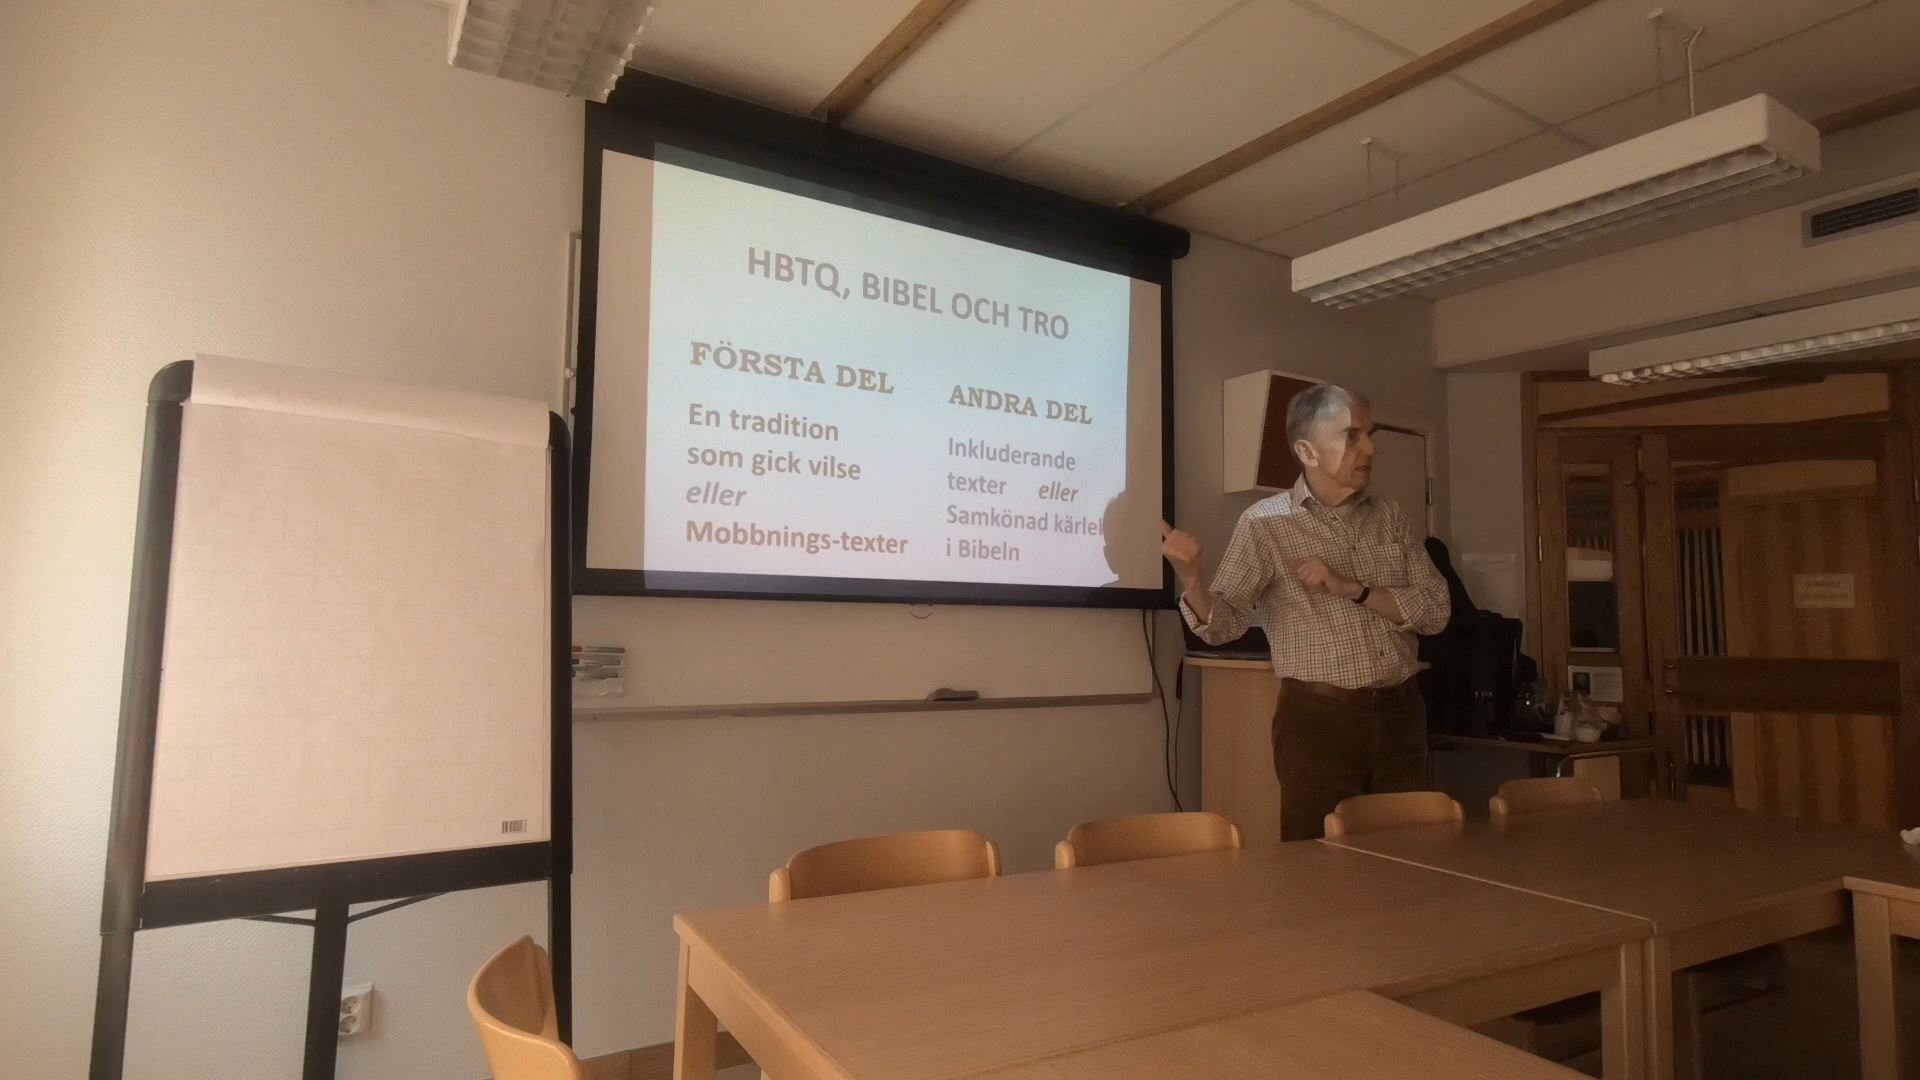 HBTQ, BIBEL OCH TRO
FÖRSTA DEL
En tradition
som gick vilse
eller
Mobbnings-texter
ANDRA DEL
Inkluderande
texter eller
Samkönad kärlek
i Bibeln